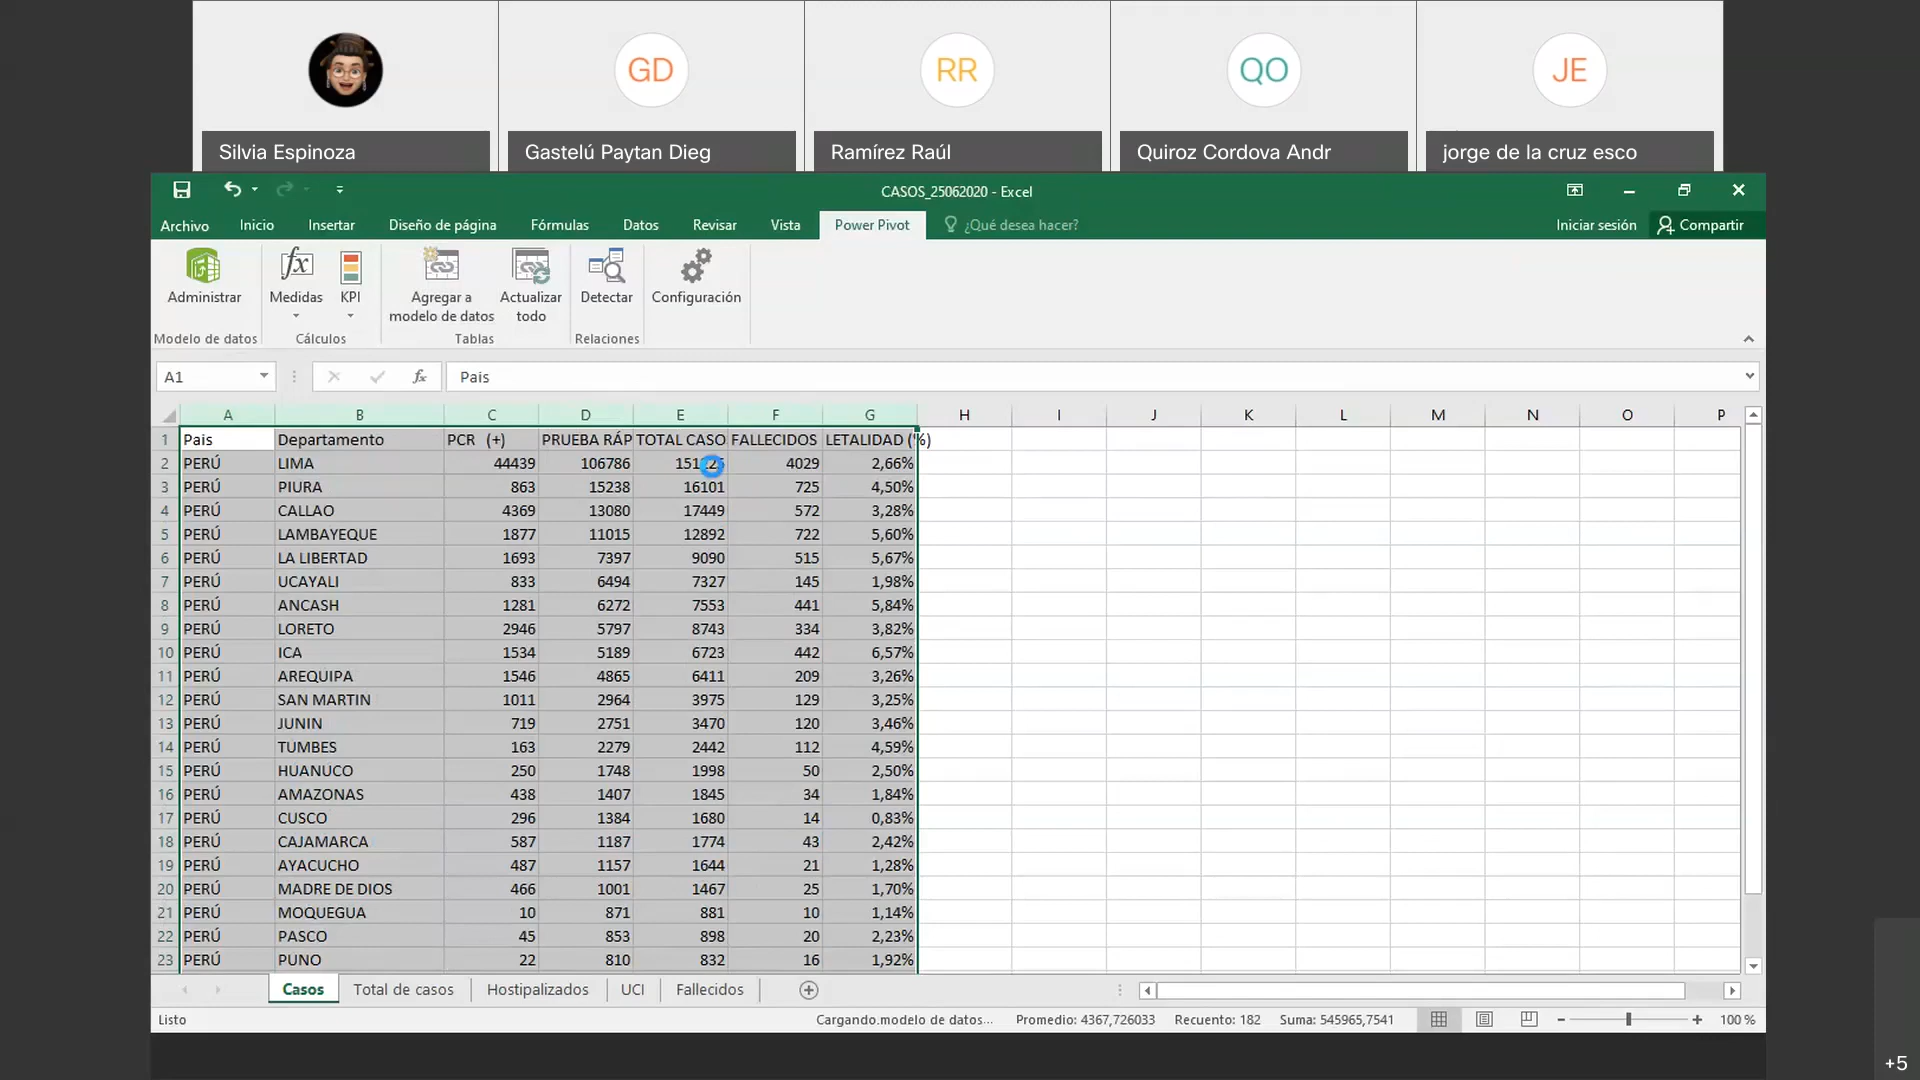 GD
RR
QO
JE
Silvia Espinoza
Gastelú Paytan Dieg
Ramírez Raúl
Quiroz Cordova Andr
jorge de la cruz esco
CASOS_25062020 - Excel
Archivo Inicio Insertar Diseño de página Fórmulas Datos Revisar Vista Power Pivot ¿Qué desea hacer? Iniciar sesión Compartir
Administrar
Medidas
KPI
Agregar a
modelo de datos
Actualizar
todo
Detectar
Configuración
Modelo de datos
Cálculos
Tablas
Relaciones
A1
fx
Pais
A B C D E F G H I J K L M N O P
1 Pais Departamento PCR (+) PRUEBA RÁP TOTAL CASO FALLECIDOS LETALIDAD (%)
2 PERÚ LIMA 44439 106786 4029 2,66%
3 PERÚ PIURA 863 15238 16101 725 4,50%
4 PERÚ CALLAO 4369 13080 17449 572 3,28%
5 PERÚ LAMBAYEQUE 1877 11015 12892 722 5,60%
6 PERÚ LA LIBERTAD 1693 7397 9090 515 5,67%
7 PERÚ UCAYALI 833 6494 7327 145 1,98%
8 PERÚ ANCASH 1281 6272 7553 441 5,84%
9 PERÚ LORETO 2946 5797 8743 334 3,82%
10 PERÚ ICA 1534 5189 6723 442 6,57%
11 PERÚ AREQUIPA 1546 4865 6411 209 3,26%
12 PERÚ SAN MARTIN 1011 2964 3975 129 3,25%
13 PERÚ JUNIN 719 2751 3470 120 3,46%
14 PERÚ TUMBES 163 2279 2442 112 4,59%
15 PERÚ HUANUCO 250 1748 1998 50 2,50%
16 PERÚ AMAZONAS 438 1407 1845 34 1,84%
17 PERÚ CUSCO 296 1384 1680 14 0,83%
18 PERÚ CAJAMARCA 587 1187 1774 43 2,42%
19 PERÚ AYACUCHO 487 1157 1644 21 1,28%
20 PERÚ MADRE DE DIOS 466 1001 1467 25 1,70%
21 PERÚ MOQUEGUA 10 871 881 10 1,14%
22 PERÚ PASCO 45 853 898 20 2,23%
23 PERÚ PUNO 22 810 832 16 1,92%
Casos Total de casos Hostipalizados UCI Fallecidos
Listo Cargando.modelo de datos... Promedio: 4367,726033 Recuento: 182 Suma: 545965,7541 100 %
+5